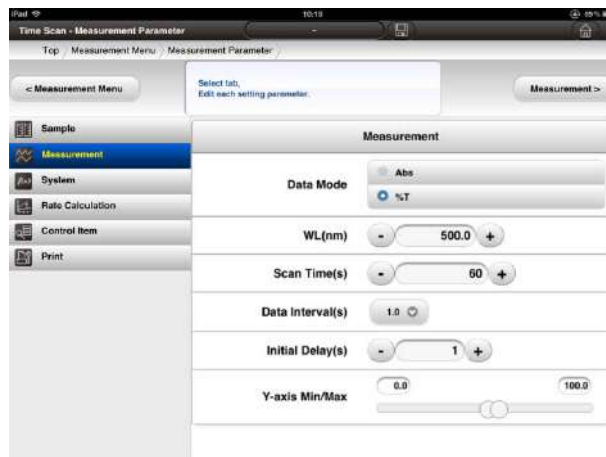 iPad 10:19 69%
Time Scan - Measurement Parameter -
Top / Measurement Menu / Measurement Parameter /
< Measurement Menu
Select tab,
Edit each setting parameter.
Measurement >
Sample
Measurement
System
Rate Calculation
Control Item
Print
Measurement
Data Mode
Abs
%T
WL(nm) - 500.0 +
Scan Time(s) - 60 +
Data Interval(s) 1.0
Initial Delay(s) - 1 +
Y-axis Min/Max 0.0 100.0